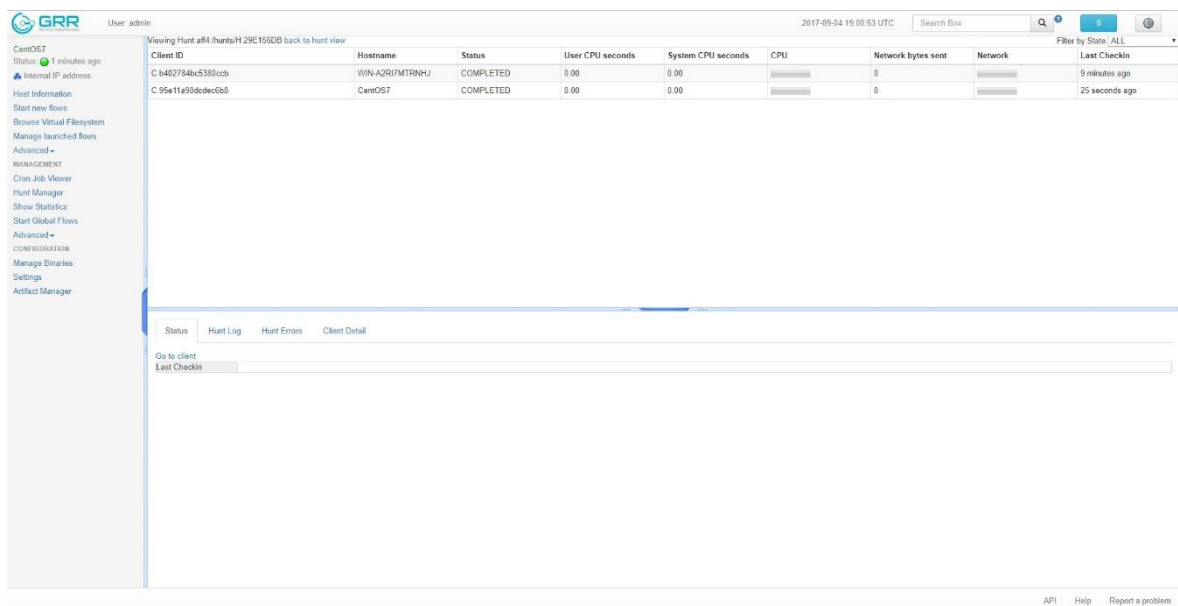 GRR
User: admin
2017-09-04 19:00:53 UTC
Search Box
6
CentOS7
Status: 1 minutes ago
Internal IP address.
Host Information
Start new flows
Browse Virtual Filesystem
Manage launched flows
Advanced
MANAGEMENT
Cron Job Viewer
Hunt Manager
Show Statistics
Start Global Flows
Advanced
CONFIGURATION
Manage Binaries
Settings
Artifact Manager
Viewing Hunt aff4:/hunts/H:29E156DB back to hunt view
Filter by State ALL
Client ID Hostname Status User CPU seconds System CPU seconds CPU Network bytes sent Network Last Checkin
C.b402784bc5380ccb WIN-A2RI7MTRNHJ COMPLETED 0.00 0.00 0 9 minutes ago
C.95e11a90dcdec6b8 CentOS7 COMPLETED 0.00 0.00 0 25 seconds ago
Status Hunt Log Hunt Errors Client Detail
Go to client
Last Checkin
API Help Report a problem